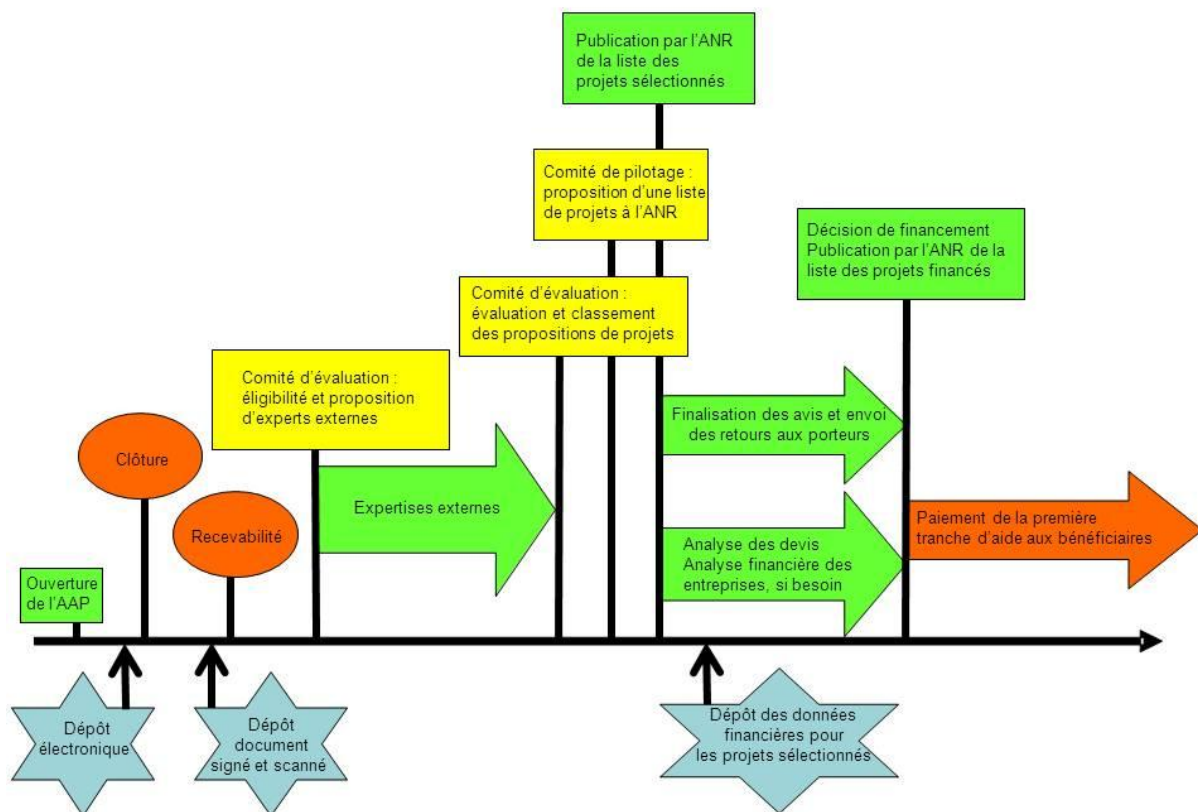 Publication par l'ANR
de la liste des
projets sélectionnés
Comité de pilotage :
proposition d'une liste
de projets à l'ANR
Décision de financement
Publication par l'ANR de la
liste des projets financés
Comité d'évaluation :
évaluation et classement
des propositions de projets
Comité d'évaluation :
éligibilité et proposition
d'experts externes
Finalisation des avis et envoi
des retours aux porteurs
Clôture
Expertises externes
Recevabilité
Paiement de la première
tranche d'aide aux bénéficiaires
Analyse des devis
Analyse financière des
entreprises, si besoin
Ouverture
de l'AAP
Dépôt
électronique
Dépôt
document
signé et scanné
Dépôt des données
financières pour
les projets sélectionnés